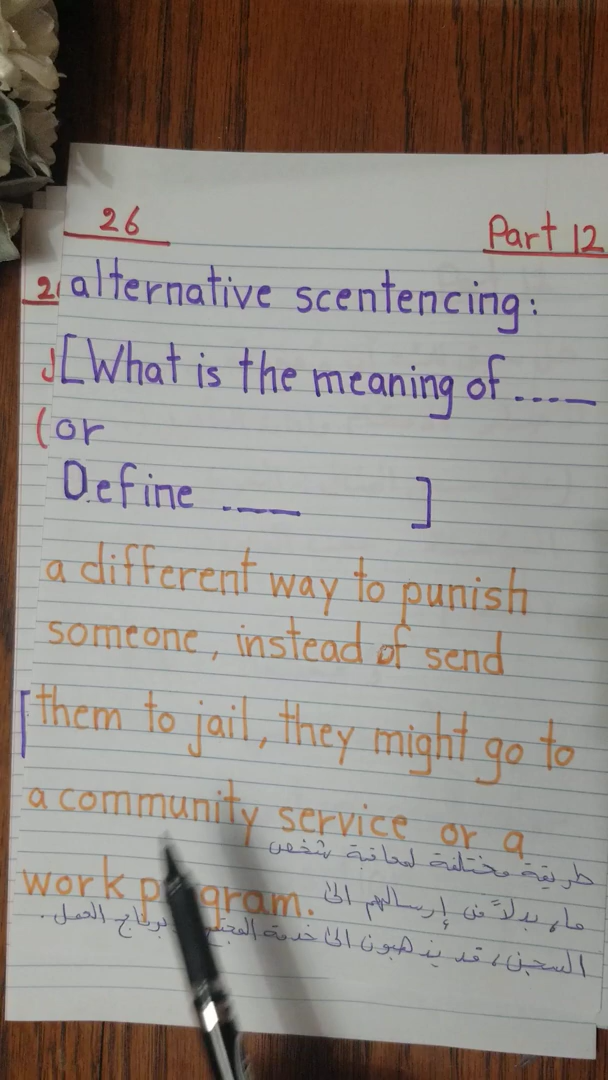 26
Part 12
alternative scentencing:
[What is the meaning of ....
or
Define .... ]
a different way to punish
someone, instead of send
them to jail, they might go to
a community service or a
work program.
طريقة مختلفة لمعاقبة شخص
ما، بدلاً من إرسالهم الى
السجن، قد يذهبون الى خدمة العمل.